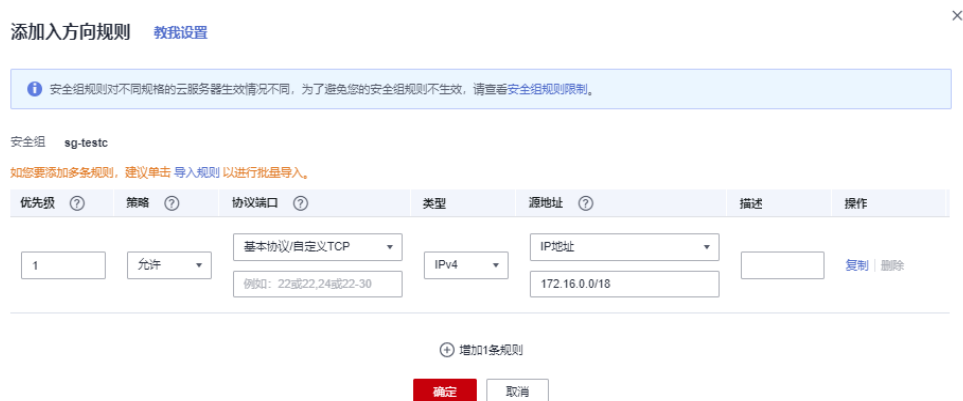 添加入方向规则 教我设置
安全组规则对不同规格的云服务器生效情况不同，为了避免您的安全组规则不生效，请查看安全组规则限制。
安全组 sg-testc
如您要添加多条规则，建议单击 导入规则 以进行批量导入。
优先级 ? 策略 ? 协议端口 ? 类型 源地址 ? 描述 操作
1 允许 基本协议/自定义TCP IPv4 IP地址 复制 删除
例如：22或22,24或22-30 172.16.0.0/18
增加1条规则
确定 取消